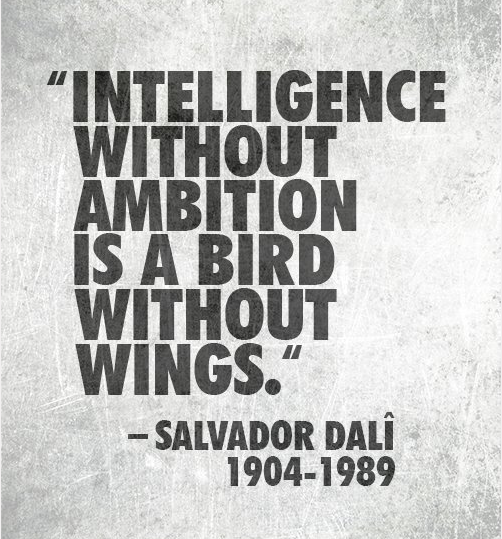 “INTELLIGENCE
WITHOUT
AMBITION
IS A BIRD
WITHOUT
WINGS.“
– SALVADOR DALÎ
1904-1989